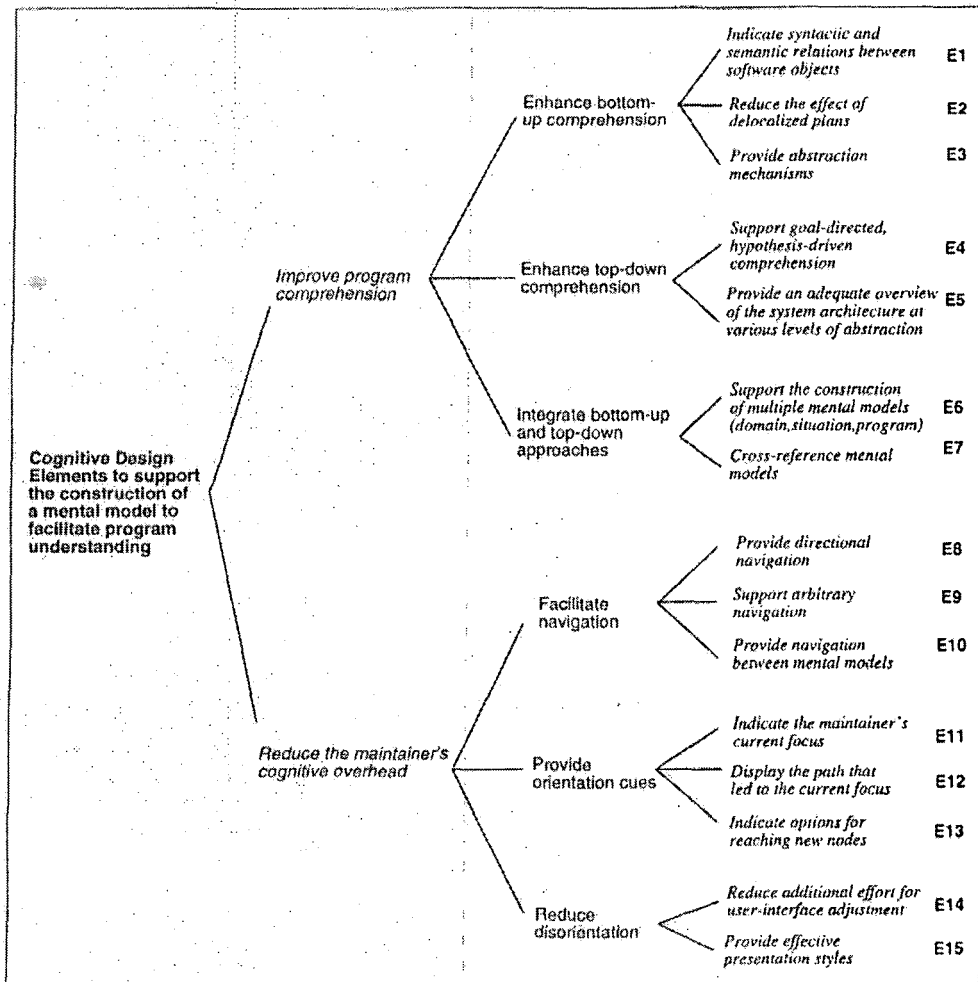 Indicate syntactic and
semantic relations between
software objects
E1
Enhance bottom-
up comprehension
Reduce the effect of
delocalized plans
E2
Provide abstraction
mechanisms
E3
Improve program
comprehension
Enhance top-down
comprehension
Support goal-directed,
hypothesis-driven
comprehension
E4
Provide an adequate overview
of the system architecture at
various levels of abstraction
E5
Integrate bottom-up
and top-down
approaches
Support the construction
of multiple mental models
(domain,situation,program)
E6
Cross-reference mental
models
E7
Cognitive Design
Elements to support
the construction of
a mental model to
facilitate program
understanding
Facilitate
navigation
Provide directional
navigation
E8
Support arbitrary
navigation
E9
Provide navigation
between mental models
E10
Reduce the maintainer's
cognitive overhead
Provide
orientation cues
Indicate the maintainer's
current focus
E11
Display the path that
led to the current focus
E12
Indicate options for
reaching new nodes
E13
Reduce
disorientation
Reduce additional effort for
user-interface adjustment
E14
Provide effective
presentation styles
E15